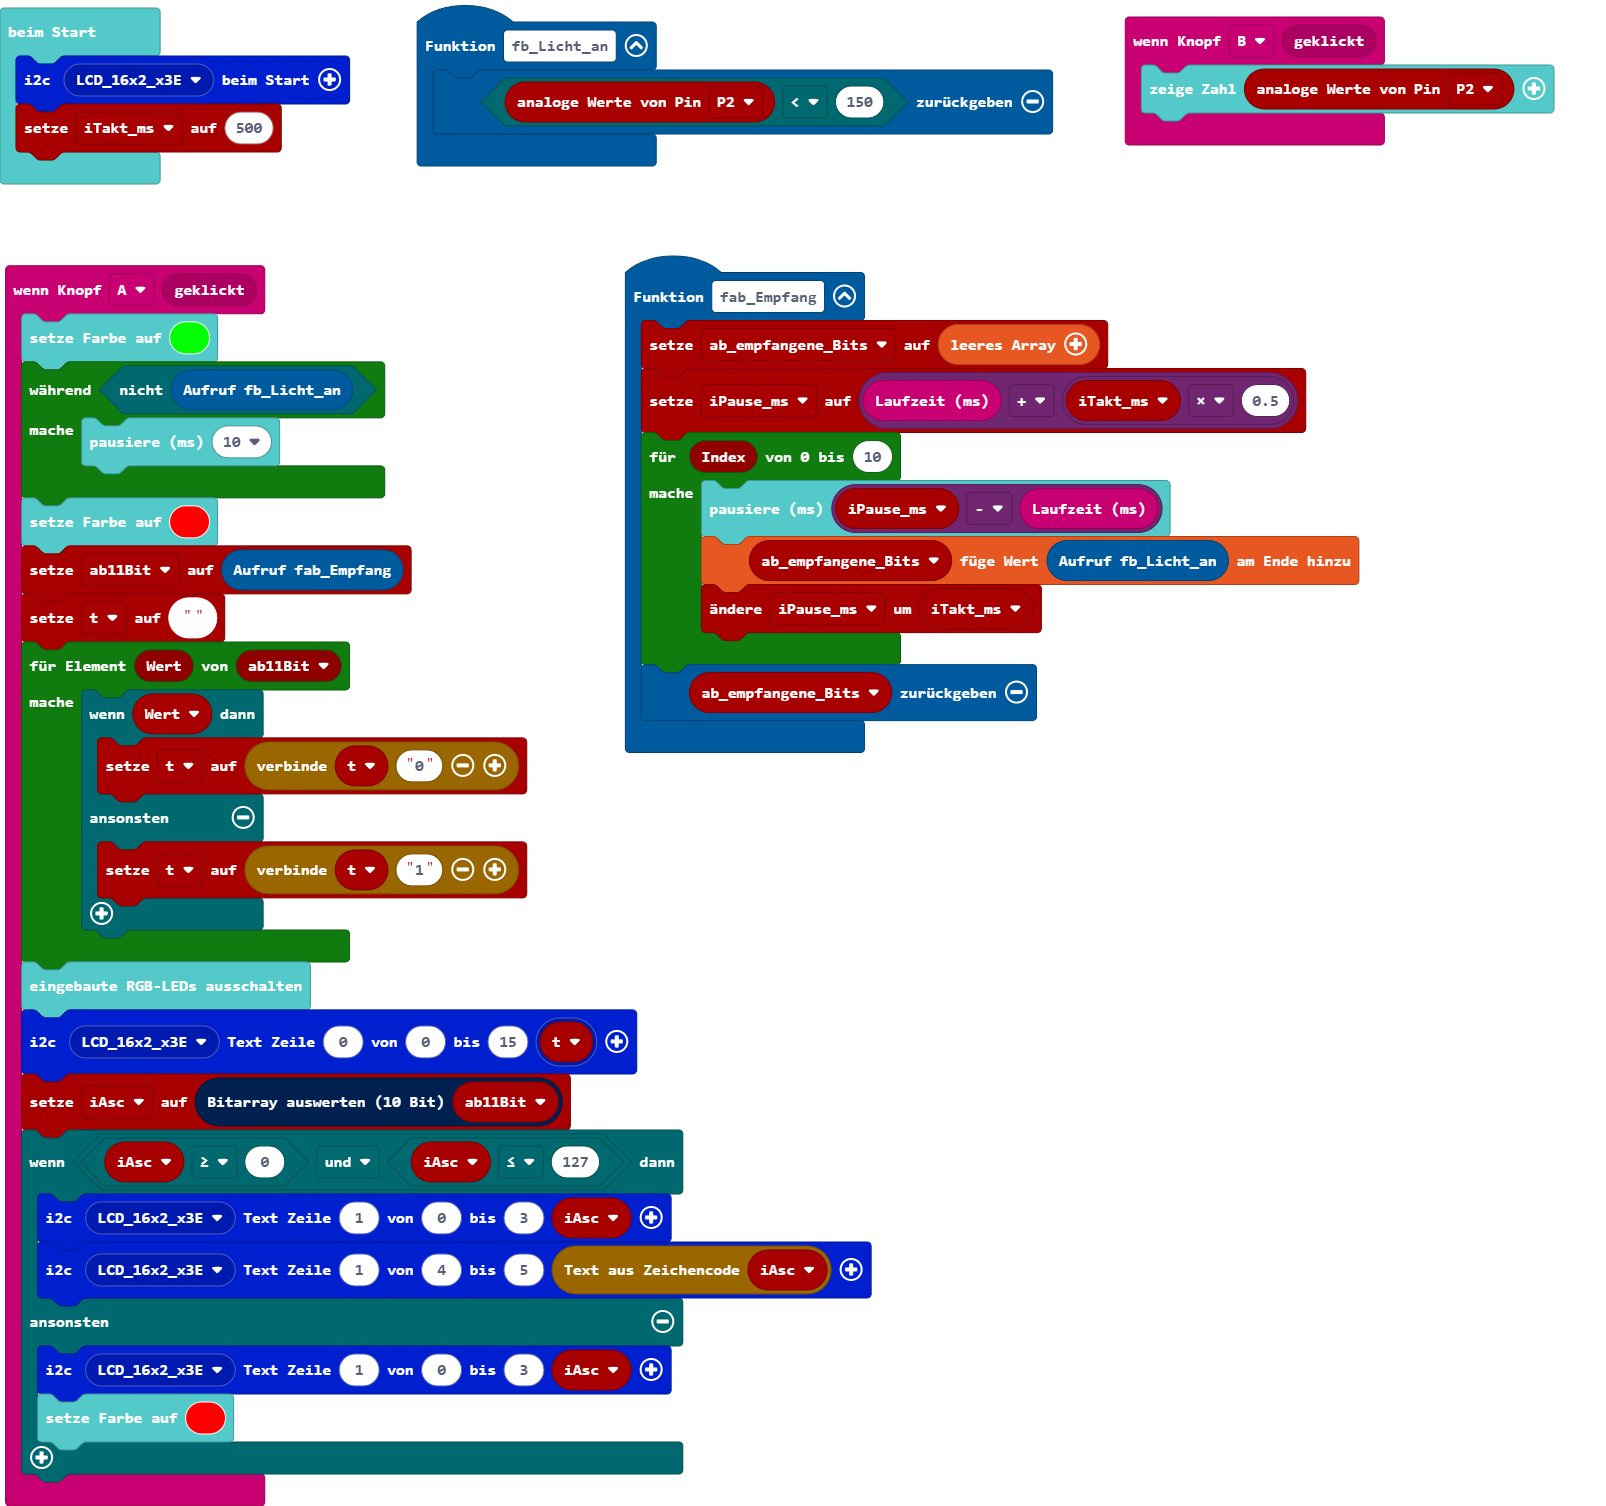 beim Start
i2c LCD_16x2_x3E beim Start
setze iTakt_ms auf 500
Funktion fb_Licht_an
analoge Werte von Pin P2 < 150 zurückgeben
wenn Knopf B geklickt
zeige Zahl analoge Werte von Pin P2
wenn Knopf A geklickt
setze Farbe auf
während nicht Aufruf fb_Licht_an
mache pausiere (ms) 10
setze Farbe auf
setze ab11Bit auf Aufruf fab_Empfang
setze t auf " "
für Element Wert von ab11Bit
mache
wenn Wert dann
setze t auf verbinde t "0"
ansonsten
setze t auf verbinde t "1"
eingebaute RGB-LEDs ausschalten
i2c LCD_16x2_x3E Text Zeile 0 von 0 bis 15 t
setze iAsc auf Bitarray auswerten (10 Bit) ab11Bit
wenn iAsc ≥ 0 und iAsc ≤ 127 dann
i2c LCD_16x2_x3E Text Zeile 1 von 0 bis 3 iAsc
i2c LCD_16x2_x3E Text Zeile 1 von 4 bis 5 Text aus Zeichencode iAsc
ansonsten
i2c LCD_16x2_x3E Text Zeile 1 von 0 bis 3 iAsc
setze Farbe auf
Funktion fab_Empfang
setze ab_empfangene_Bits auf leeres Array
setze iPause_ms auf Laufzeit (ms) + iTakt_ms × 0.5
für Index von 0 bis 10
mache
pausiere (ms) iPause_ms - Laufzeit (ms)
ab_empfangene_Bits füge Wert Aufruf fb_Licht_an am Ende hinzu
ändere iPause_ms um iTakt_ms
ab_empfangene_Bits zurückgeben